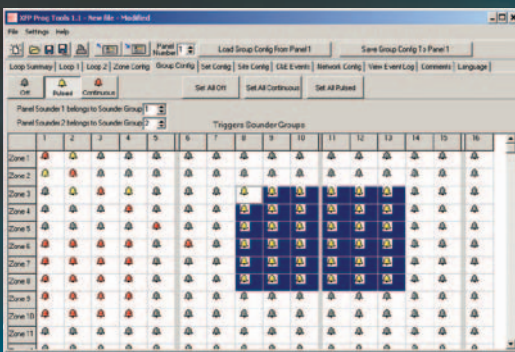 XFP Prog Tools 1.1 - New file - Modified
File Settings Help
Panel Number 1 Load Group Config From Panel 1 Save Group Config To Panel 1
Loop Summary Loop 1 Loop 2 Zone Config Group Config Set Config Site Config C&E Events Network Config View Event Log Comments Language
Off Pulsed Continuous Set All Off Set All Continuous Set All Pulsed
Panel Sounder 1 belongs to Sounder Group 1
Panel Sounder 2 belongs to Sounder Group 2
Triggers Sounder Groups
1 2 3 4 5 6 7 8 9 10 11 12 13 14 15 16
Zone 1
Zone 2
Zone 3
Zone 4
Zone 5
Zone 6
Zone 7
Zone 8
Zone 9
Zone 10
Zone 11